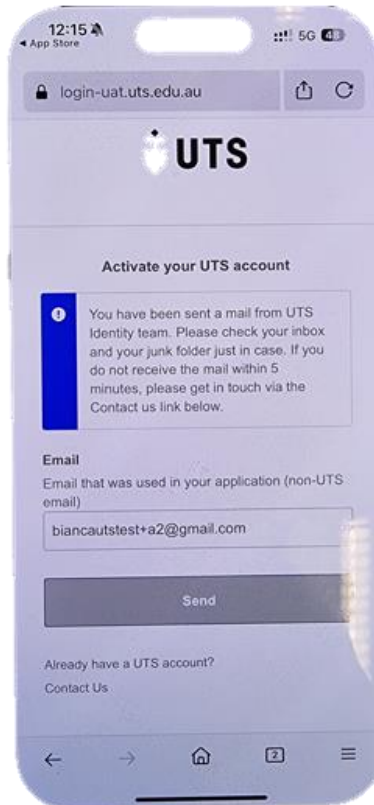 12:15
5G 43
App Store
login-uat.uts.edu.au
UTS
Activate your UTS account
You have been sent a mail from UTS
Identity team. Please check your inbox
and your junk folder just in case. If you
do not receive the mail within 5
minutes, please get in touch via the
Contact us link below.
Email
Email that was used in your application (non-UTS
email)
biancautstest+a2@gmail.com
Send
Already have a UTS account?
Contact Us
2